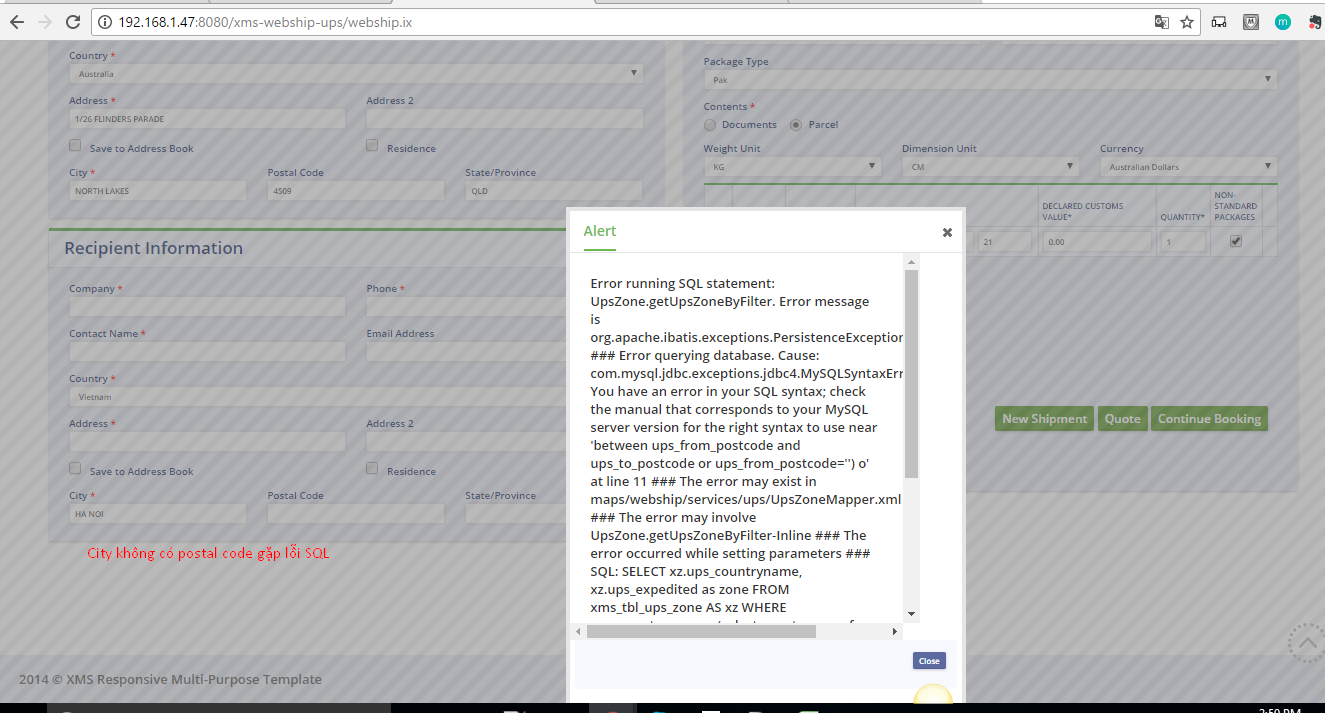 192.168.1.47:8080/xms-webship-ups/webship.ix
Country *
Australia
Address *
Address 2
1/26 FLINDERS PARADE
Save to Address Book
Residence
City *
Postal Code
State/Province
NORTH LAKES
4509
QLD
Recipient Information
Company *
Phone *
Contact Name *
Email Address
Country *
Vietnam
Address *
Address 2
Save to Address Book
Residence
City *
Postal Code
State/Province
HA NOI
City không có postal code gặp lỗi SQL
Package Type
Pak
Contents *
Documents
Parcel
Weight Unit
Dimension Unit
Currency
KG
CM
Australian Dollars
DECLARED CUSTOMS
VALUE*
QUANTITY*
NON-
STANDARD
PACKAGES
21
0.00
1
New Shipment
Quote
Continue Booking
Alert
Error running SQL statement:
UpsZone.getUpsZoneByFilter. Error message
is
org.apache.ibatis.exceptions.PersistenceException
### Error querying database. Cause:
com.mysql.jdbc.exceptions.jdbc4.MySQLSyntaxErr
You have an error in your SQL syntax; check
the manual that corresponds to your MySQL
server version for the right syntax to use near
'between ups_from_postcode and
ups_to_postcode or ups_from_postcode='') o'
at line 11 ### The error may exist in
maps/webship/services/ups/UpsZoneMapper.xml
### The error may involve
UpsZone.getUpsZoneByFilter-Inline ### The
error occurred while setting parameters ###
SQL: SELECT xz.ups_countryname,
xz.ups_expedited as zone FROM
xms_tbl_ups_zone AS xz WHERE
Close
2014 © XMS Responsive Multi-Purpose Template